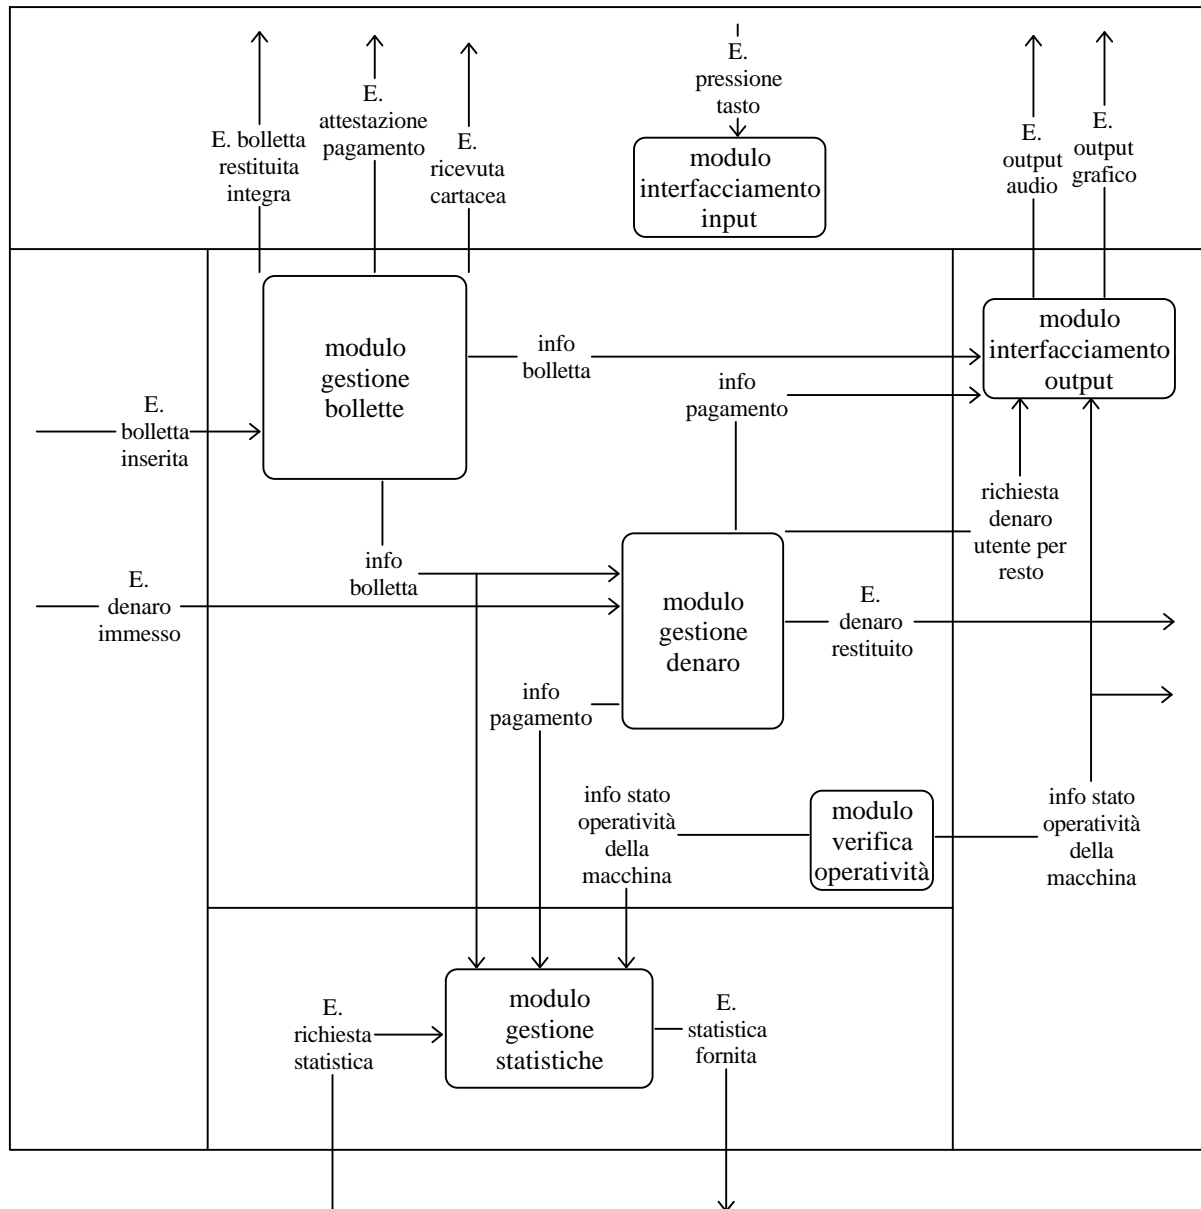 E. bolletta
restituita
integra
E.
attestazione
pagamento
E.
ricevuta
cartacea
E.
pressione
tasto
modulo
interfacciamento
input
E.
output
audio
E.
output
grafico
modulo
gestione
bollette
info
bolletta
info
pagamento
modulo
interfacciamento
output
E.
bolletta
inserita
richiesta
denaro
utente per
resto
info
bolletta
E.
denaro
immesso
modulo
gestione
denaro
E.
denaro
restituito
info
pagamento
info stato
operatività
della
macchina
modulo
verifica
operatività
info stato
operatività
della
macchina
E.
richiesta
statistica
modulo
gestione
statistiche
E.
statistica
fornita